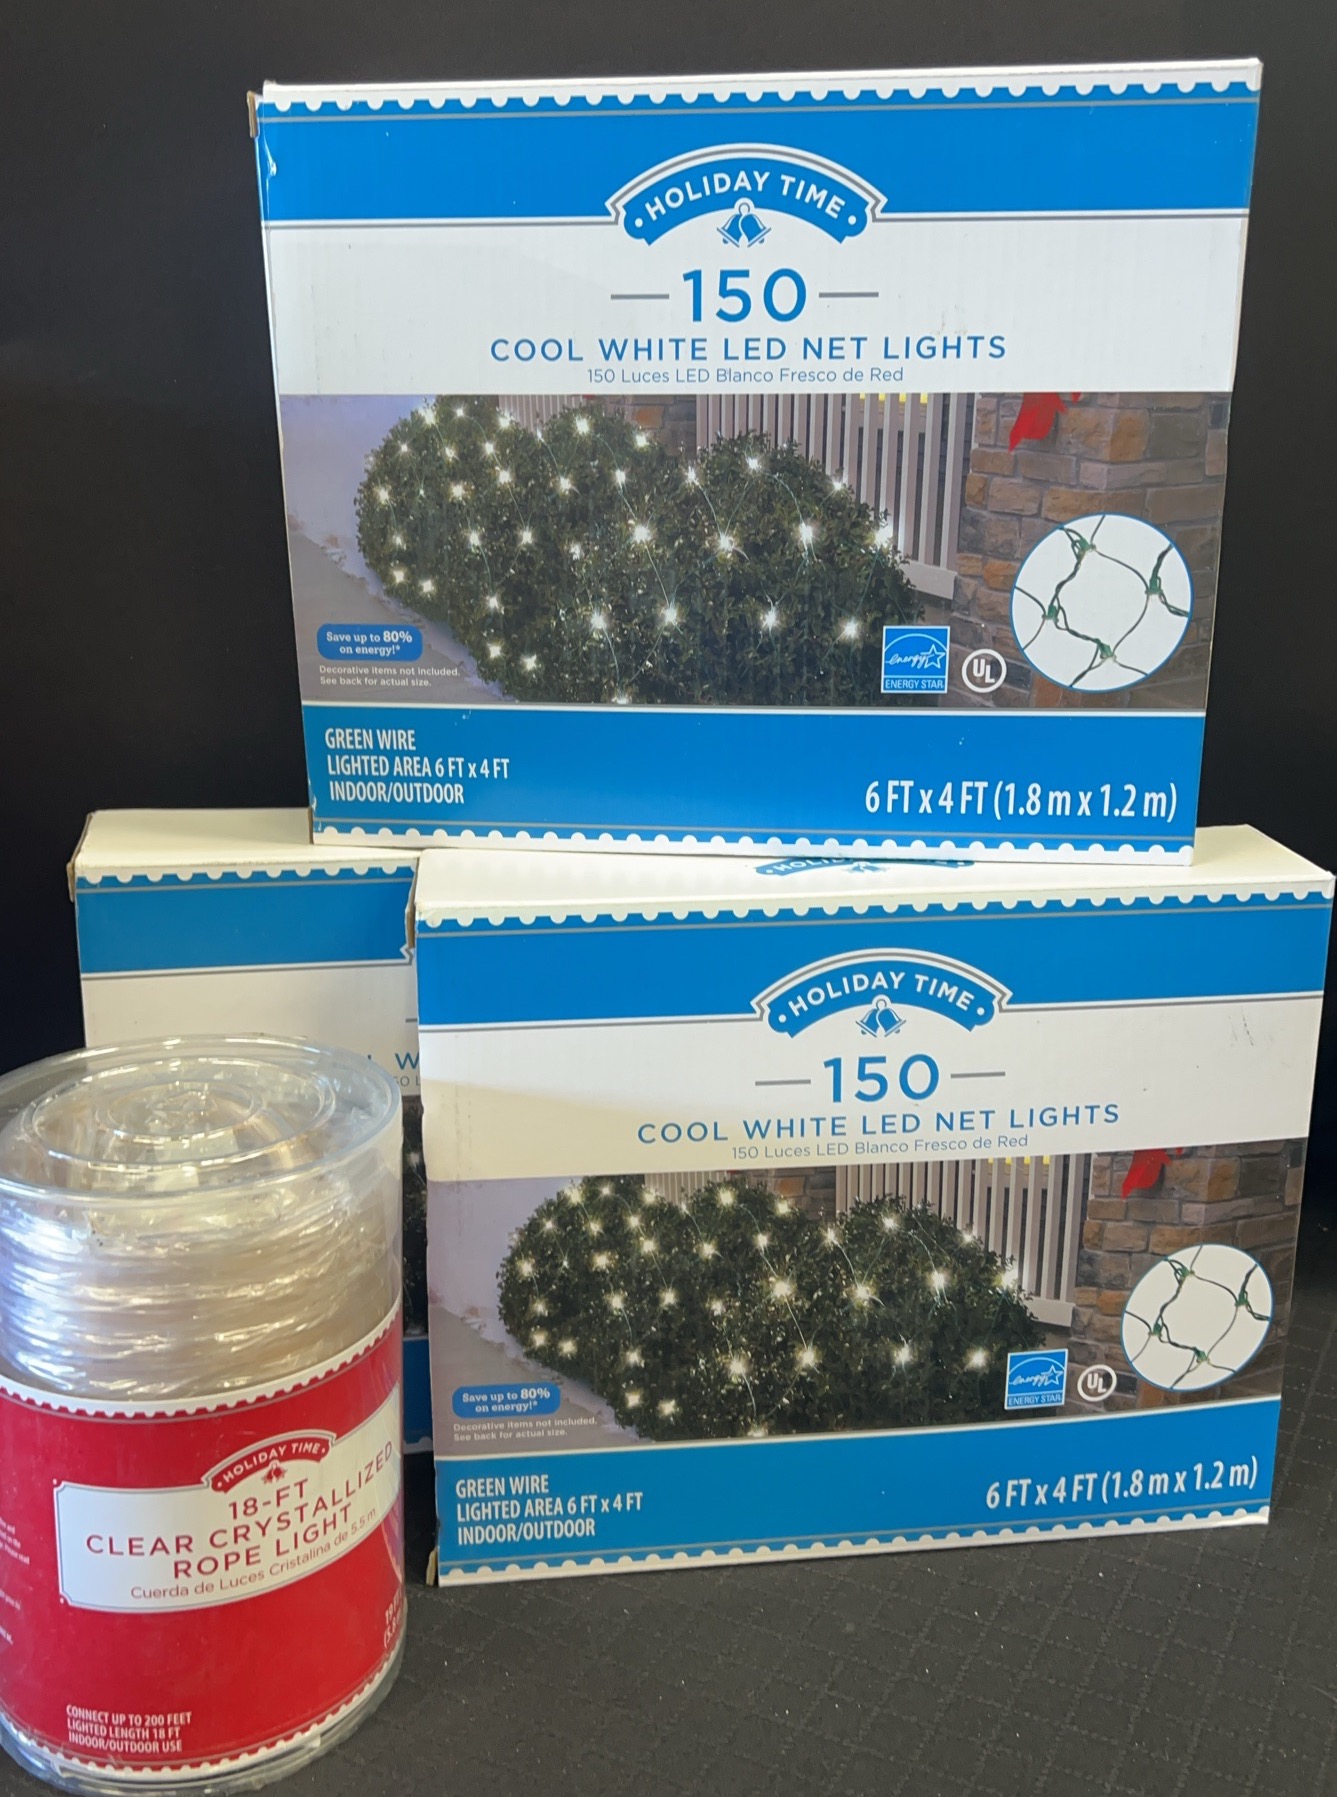 HOLIDAY TIME
150
COOL WHITE LED NET LIGHTS
150 Luces LED Blanco Fresco de Red
Save up to 80%
on energy!*
Decorative items not included.
See back for actual size.
energy
ENERGY STAR
UL
GREEN WIRE
LIGHTED AREA 6 FT x 4 FT
INDOOR/OUTDOOR
6 FT x 4 FT (1.8 m x 1.2 m)
HOLIDAY TIME
150
COOL WHITE LED NET LIGHTS
150 Luces LED Blanco Fresco de Red
Save up to 80%
on energy!*
Decorative items not included.
See back for actual size.
energy
ENERGY STAR
UL
GREEN WIRE
LIGHTED AREA 6 FT x 4 FT
INDOOR/OUTDOOR
6 FT x 4 FT (1.8 m x 1.2 m)
HOLIDAY TIME
18-FT
CLEAR CRYSTALLIZED
ROPE LIGHT
Cuerda de Luces Cristalina de 5.5 m
CONNECT UP TO 200 FEET
LIGHTED LENGTH 18 FT
INDOOR/OUTDOOR USE